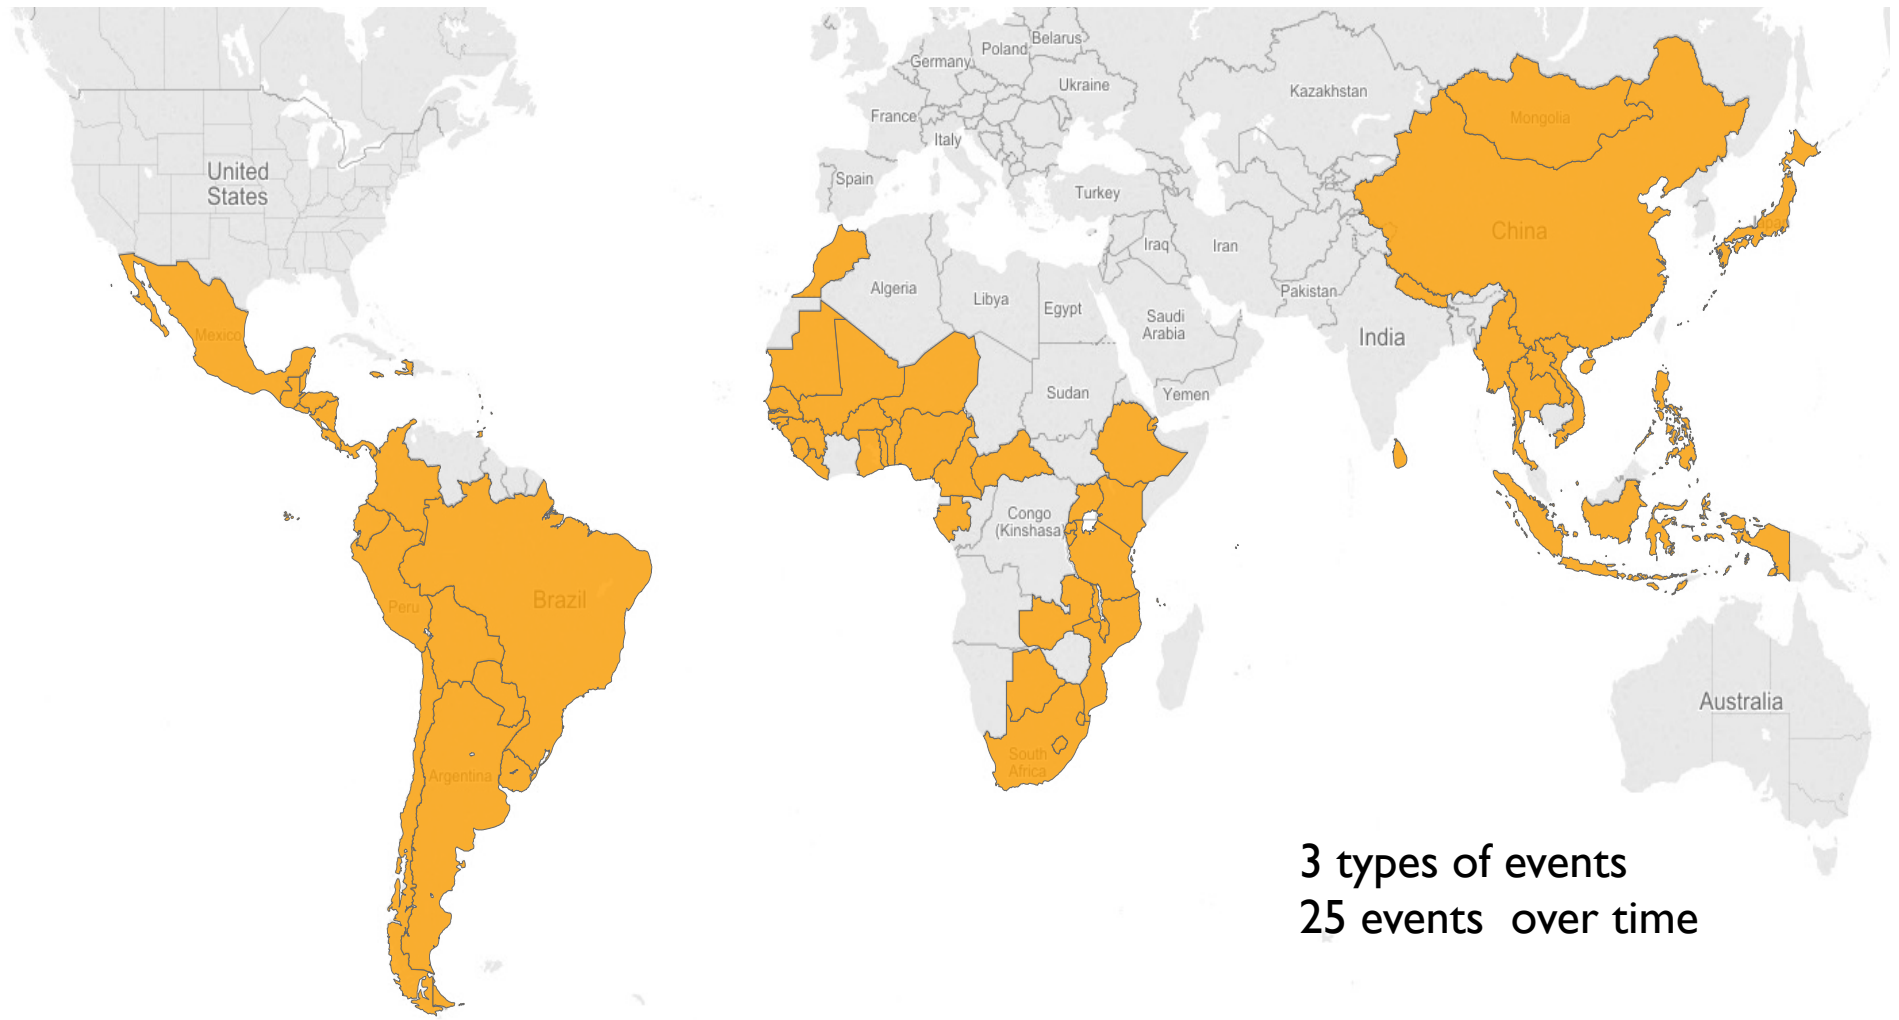 Belarus
Poland
Germany
Ukraine
Kazakhstan
France
Mongolia
Italy
United
States
Spain
Turkey
Japan
China
Iraq
Iran
Algeria
Libya
Egypt
Pakistan
Saudi
Arabia
Mexico
India
Sudan
Yemen
Congo
(Kinshasa)
Peru
Brazil
Australia
South
Africa
Argentina
3 types of events
25 events over time